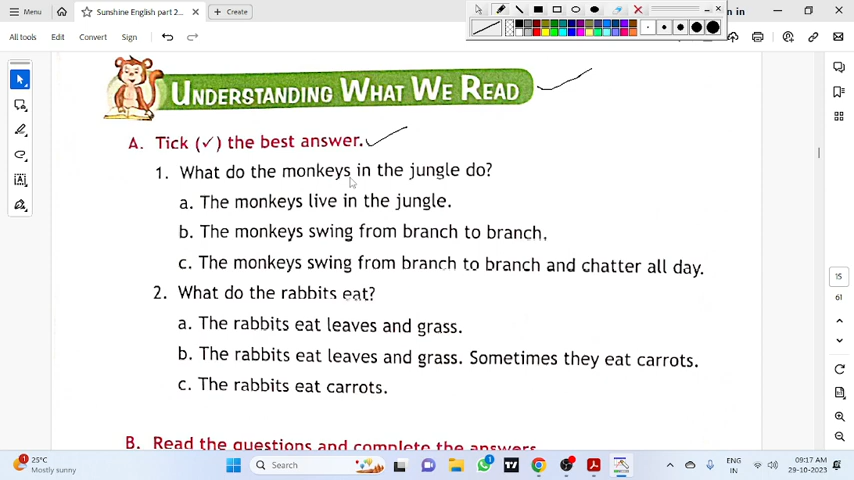 Menu
Sunshine English part 2...
Create
in in
All tools
Edit
Convert
Sign
UNDERSTANDING WHAT WE READ
A. Tick (✓) the best answer.
1. What do the monkeys in the jungle do?
a. The monkeys live in the jungle.
b. The monkeys swing from branch to branch.
c. The monkeys swing from branch to branch and chatter all day.
2. What do the rabbits eat?
a. The rabbits eat leaves and grass.
b. The rabbits eat leaves and grass. Sometimes they eat carrots.
c. The rabbits eat carrots.
B. Read the questions and complete the answers.
15
61
25°C
Mostly sunny
Search
ENG
IN
09:17 AM
29-10-2023